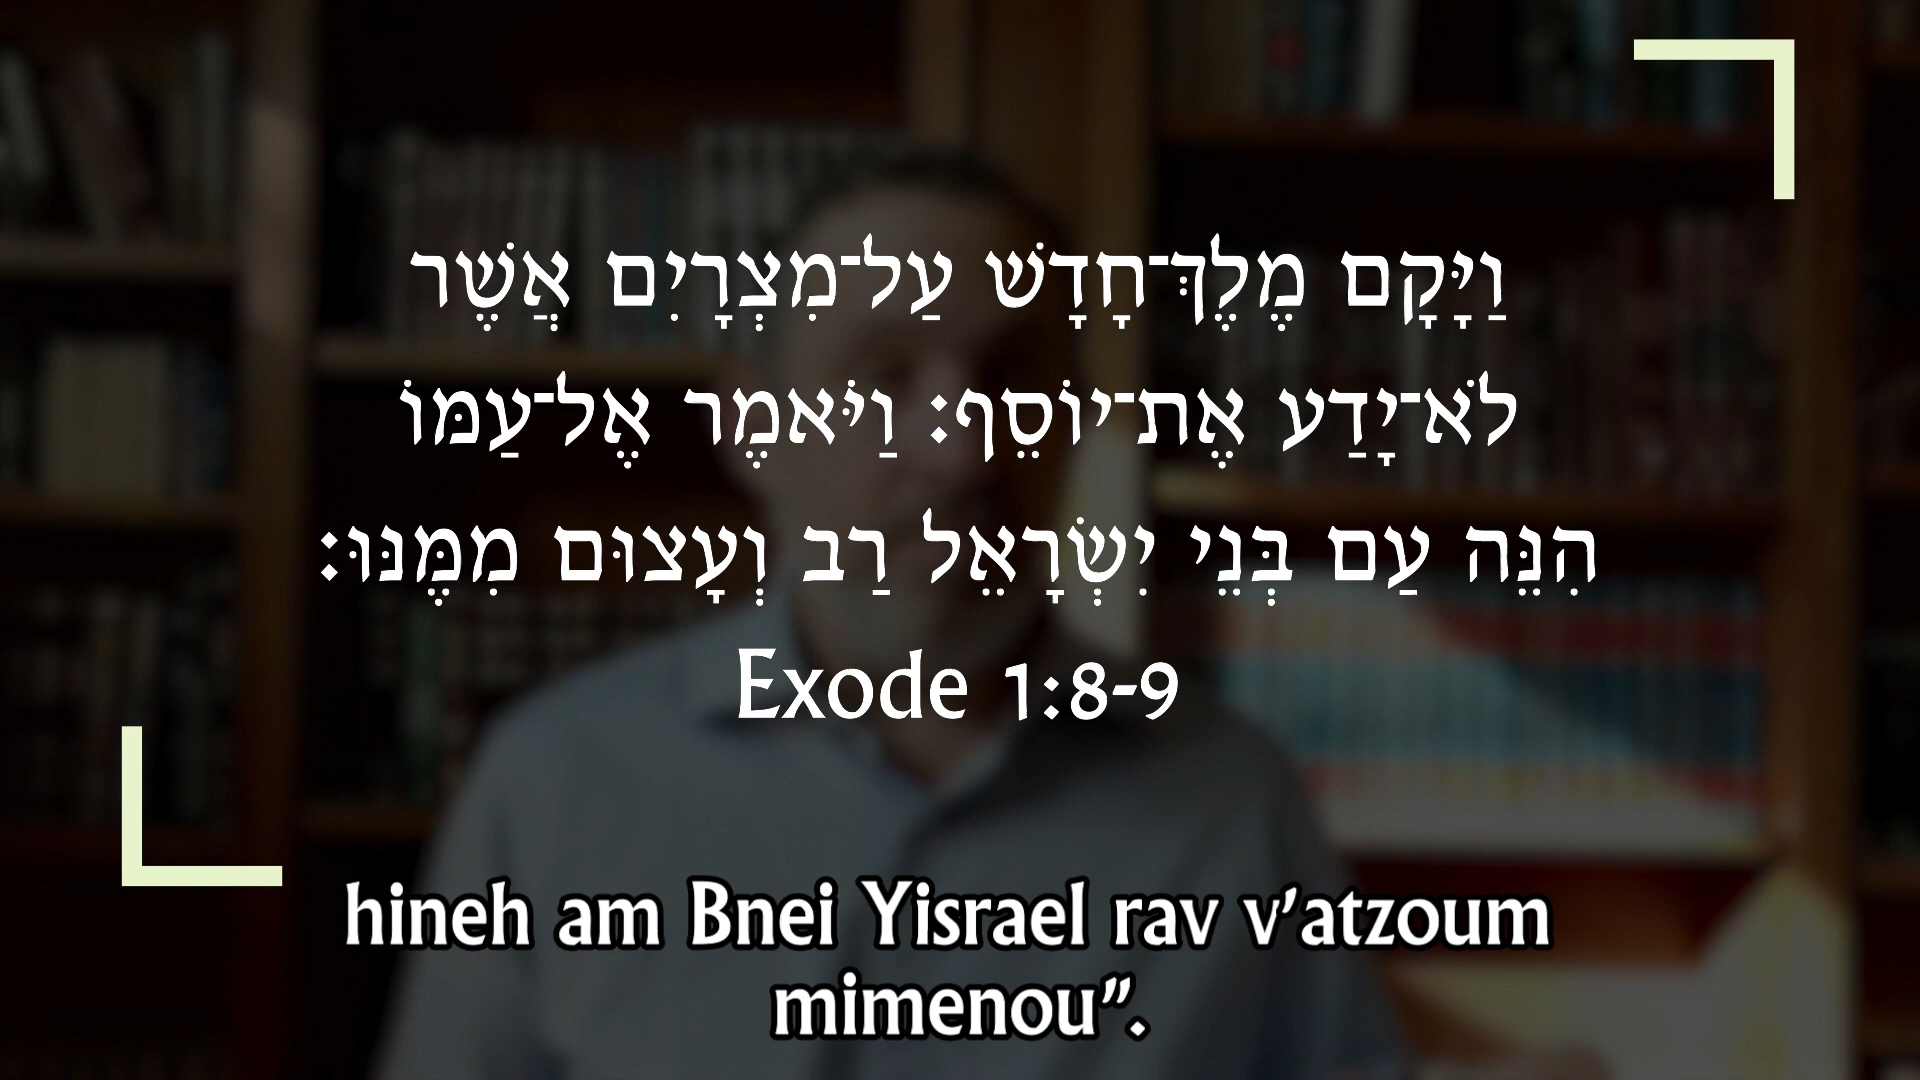 וַיָּקָם מֶלֶךְ־חָדָשׁ עַל־מִצְרָיִם אֲשֶׁר
לֹא־יָדַע אֶת־יוֹסֵף׃ וַיֹּאמֶר אֶל־עַמּוֹ
הִנֵּה עַם בְּנֵי יִשְׂרָאֵל רַב וְעָצוּם מִמֶּנּוּ׃
Exode 1:8-9
hineh am Bnei Yisrael rav v’atzoum
mimenou”.